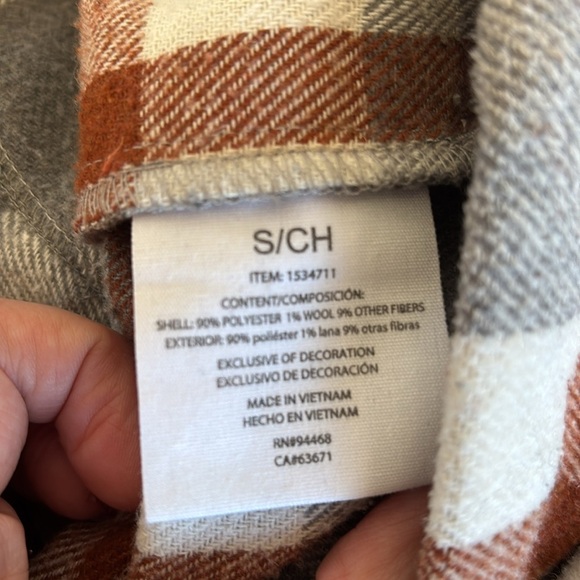 S/CH
ITEM: 1534711
CONTENT/COMPOSICIÓN:
SHELL: 90% POLYESTER 1% WOOL 9% OTHER FIBERS
EXTERIOR: 90% poliéster 1% lana 9% otras fibras
EXCLUSIVE OF DECORATION
EXCLUSIVO DE DECORACIÓN
MADE IN VIETNAM
HECHO EN VIETNAM
RN#94468
CA#63671